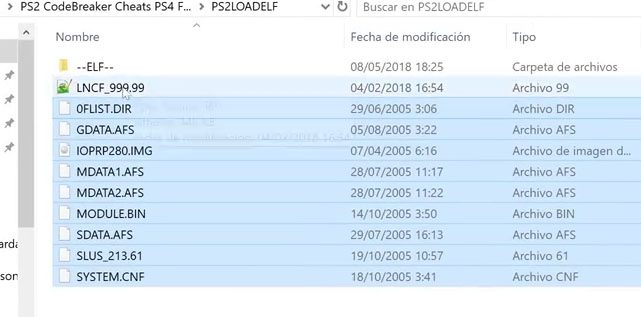 PS2 CodeBreaker Cheats PS4 F... > PS2LOADELF
Buscar en PS2LOADELF
Nombre Fecha de modificación Tipo
--ELF-- 08/05/2018 18:25 Carpeta de archivos
LNCF_999.99 04/02/2018 16:54 Archivo 99
0FLIST.DIR 29/06/2005 3:06 Archivo DIR
GDATA.AFS 05/08/2005 3:22 Archivo AFS
IOPRP280.IMG 07/04/2005 6:16 Archivo de imagen d...
MDATA1.AFS 28/07/2005 11:17 Archivo AFS
MDATA2.AFS 28/07/2005 11:22 Archivo AFS
MODULE.BIN 14/10/2005 3:50 Archivo BIN
SDATA.AFS 29/07/2005 16:13 Archivo AFS
SLUS_213.61 19/10/2005 10:57 Archivo 61
SYSTEM.CNF 18/10/2005 3:41 Archivo CNF